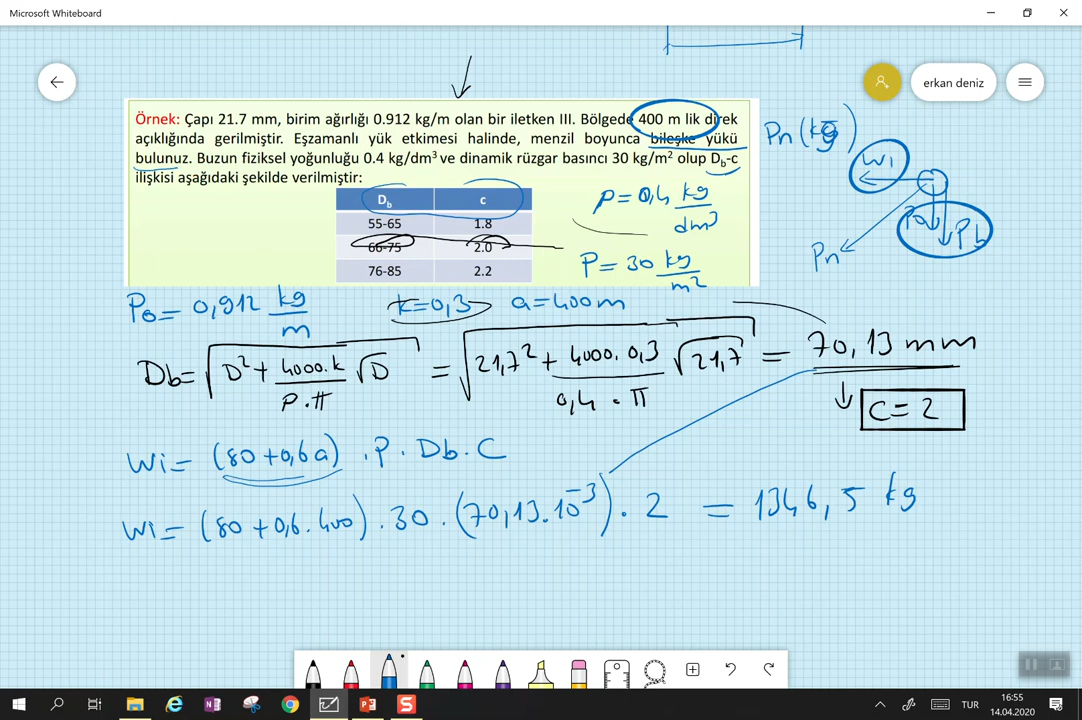 Microsoft Whiteboard
erkan deniz
Örnek: Çapı 21.7 mm, birim ağırlığı 0.912 kg/m olan bir iletken III. Bölgede 400 m lik direk
açıklığında gerilmiştir. Eşzamanlı yük etkimesi halinde, menzil boyunca bileşke yükü
bulunuz. Buzun fiziksel yoğunluğu 0.4 kg/dm³ ve dinamik rüzgar basıncı 30 kg/m² olup Db-c
ilişkisi aşağıdaki şekilde verilmiştir:
Db c
55-65 1.8
66-75 2.0
76-85 2.2
ρ = 0,4 kg/dm³
P = 30 kg/m²
Pn (kg)
Wi
Po
Pb
Pn
Po = 0,912 kg/m k=0,3 a=400m
Db = √(D² + 4000.k/ρ.π √D) = √(21,7² + 4000.0,3/0,4.π √21,7) = 70,13 mm
C = 2
Wi = (80+0,6a) . P . Db . C
Wi = (80+0,6.400) . 30 . (70,13.10⁻³) . 2 = 1346,5 kg
TUR
16:55
14.04.2020